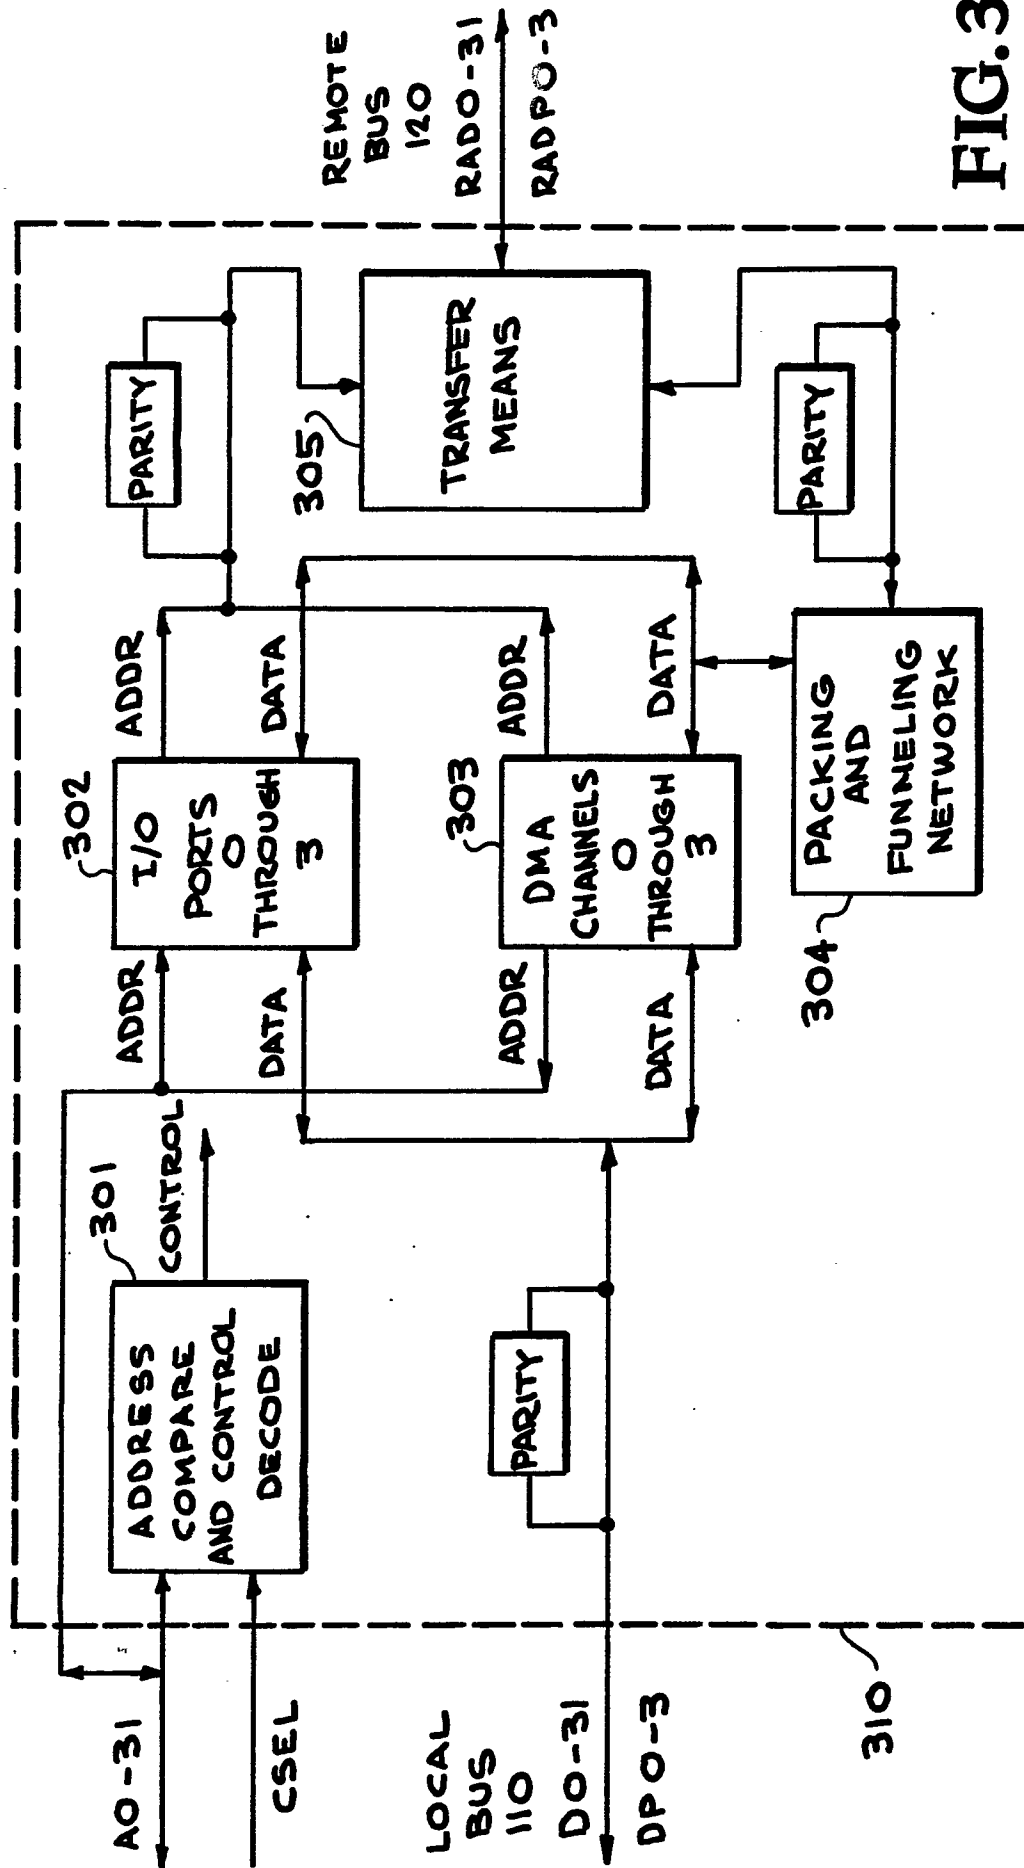 A0-31
CSEL
LOCAL
BUS
110
D0-31
DP0-3
310
301
ADDRESS
COMPARE
AND CONTROL
DECODE
CONTROL
PARITY
ADDR
DATA
ADDR
DATA
302
I/O
PORTS
0
THROUGH
3
303
DMA
CHANNELS
0
THROUGH
3
304
PACKING
AND
FUNNELING
NETWORK
ADDR
DATA
ADDR
DATA
PARITY
305
TRANSFER
MEANS
PARITY
REMOTE
BUS
120
RAD0-31
RADP0-3
FIG.3